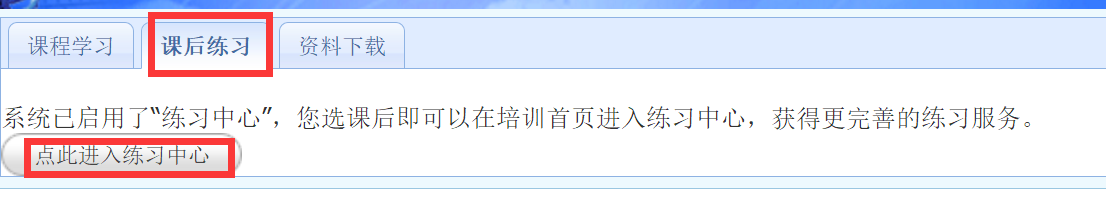 课程学习 课后练习 资料下载
系统已启用了“练习中心”，您选课后即可以在培训首页进入练习中心，获得更完善的练习服务。
点此进入练习中心